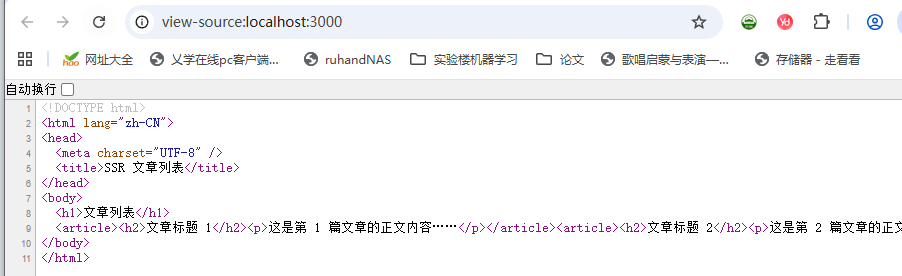 view-source:localhost:3000
hao 网址大全 乂学在线pc客户端... ruhandNAS 实验楼机器学习 论文 歌唱启蒙与表演—... 存储器 - 走看看
自动换行
1 <!DOCTYPE html>
2 <html lang="zh-CN">
3 <head>
4 <meta charset="UTF-8" />
5 <title>SSR 文章列表</title>
6 </head>
7 <body>
8 <h1>文章列表</h1>
9 <article><h2>文章标题 1</h2><p>这是第 1 篇文章的正文内容……</p></article><article><h2>文章标题 2</h2><p>这是第 2 篇文章的正文
10 </body>
11 </html>